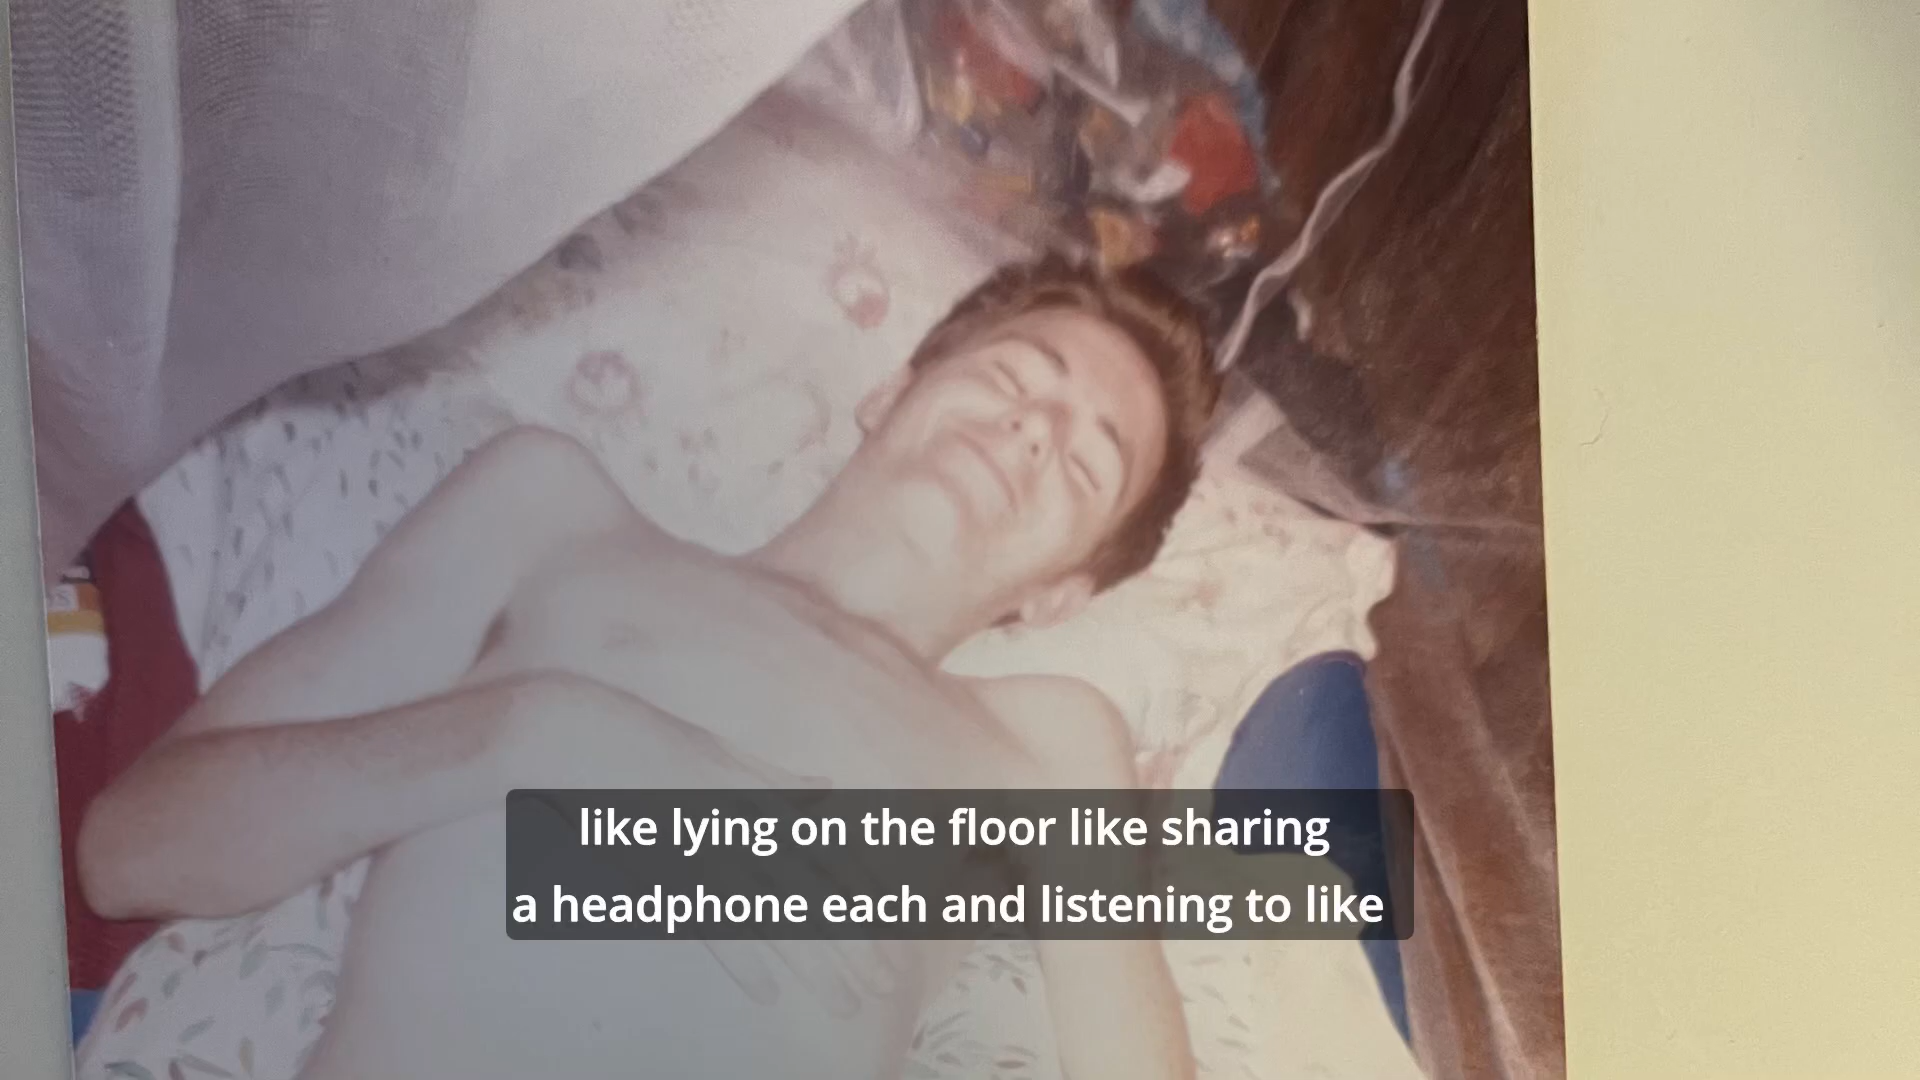 like lying on the floor like sharing
a headphone each and listening to like